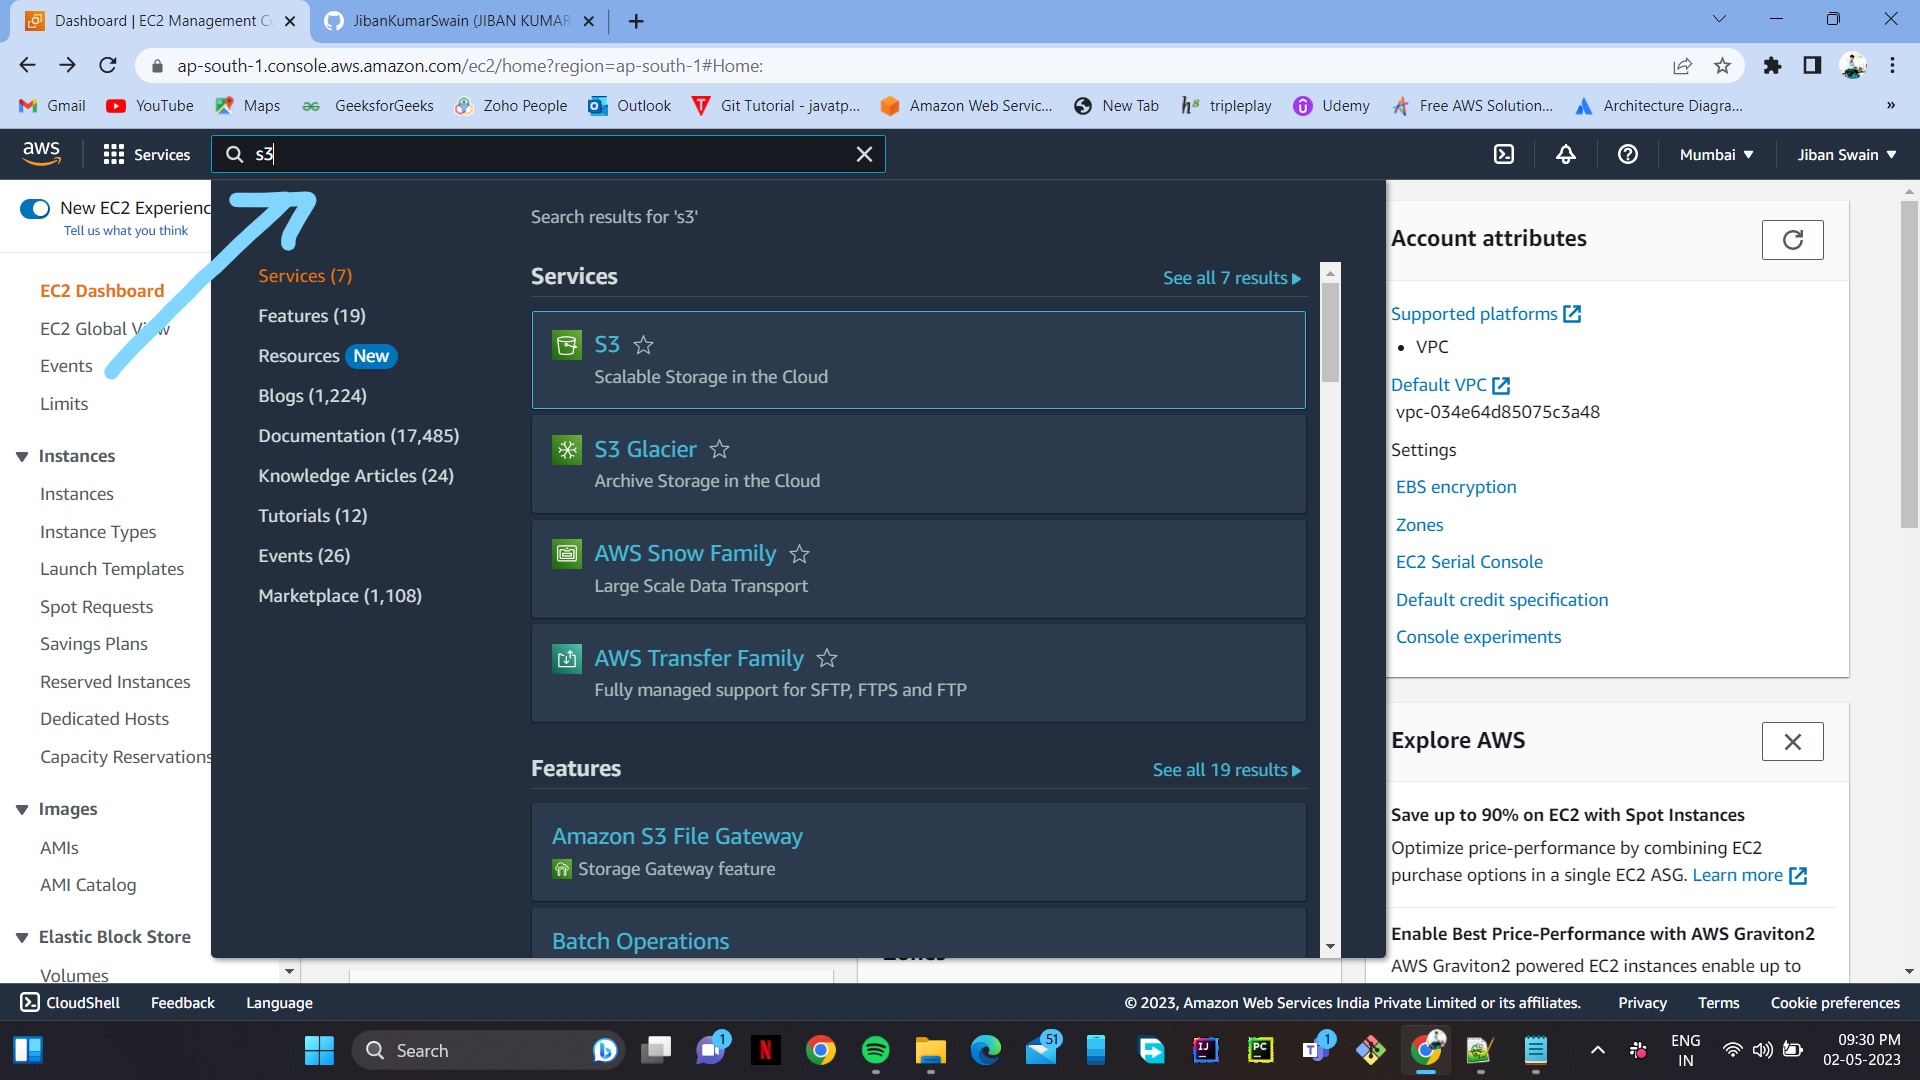 Dashboard | EC2 Management Co
JibanKumarSwain (JIBAN KUMAR
ap-south-1.console.aws.amazon.com/ec2/home?region=ap-south-1#Home:
Gmail
YouTube
Maps
GeeksforGeeks
Zoho People
Outlook
Git Tutorial - javatp...
Amazon Web Servic...
New Tab
tripleplay
Udemy
Free AWS Solution...
Architecture Diagra...
»
aws
Services
s3
Mumbai
Jiban Swain
New EC2 Experienc
Tell us what you think
EC2 Dashboard
EC2 Global View
Events
Limits
Instances
Instances
Instance Types
Launch Templates
Spot Requests
Savings Plans
Reserved Instances
Dedicated Hosts
Capacity Reservations
Images
AMIs
AMI Catalog
Elastic Block Store
Volumes
Search results for 's3'
Services (7)
Features (19)
Resources New
Blogs (1,224)
Documentation (17,485)
Knowledge Articles (24)
Tutorials (12)
Events (26)
Marketplace (1,108)
Services
See all 7 results
S3
Scalable Storage in the Cloud
S3 Glacier
Archive Storage in the Cloud
AWS Snow Family
Large Scale Data Transport
AWS Transfer Family
Fully managed support for SFTP, FTPS and FTP
Features
See all 19 results
Amazon S3 File Gateway
Storage Gateway feature
Batch Operations
Zones
Account attributes
Supported platforms
• VPC
Default VPC
vpc-034e64d85075c3a48
Settings
EBS encryption
Zones
EC2 Serial Console
Default credit specification
Console experiments
Explore AWS
Save up to 90% on EC2 with Spot Instances
Optimize price-performance by combining EC2
purchase options in a single EC2 ASG. Learn more
Enable Best Price-Performance with AWS Graviton2
AWS Graviton2 powered EC2 instances enable up to
CloudShell
Feedback
Language
© 2023, Amazon Web Services India Private Limited or its affiliates.
Privacy
Terms
Cookie preferences
Search
1
51
1
ENG
IN
09:30 PM
02-05-2023